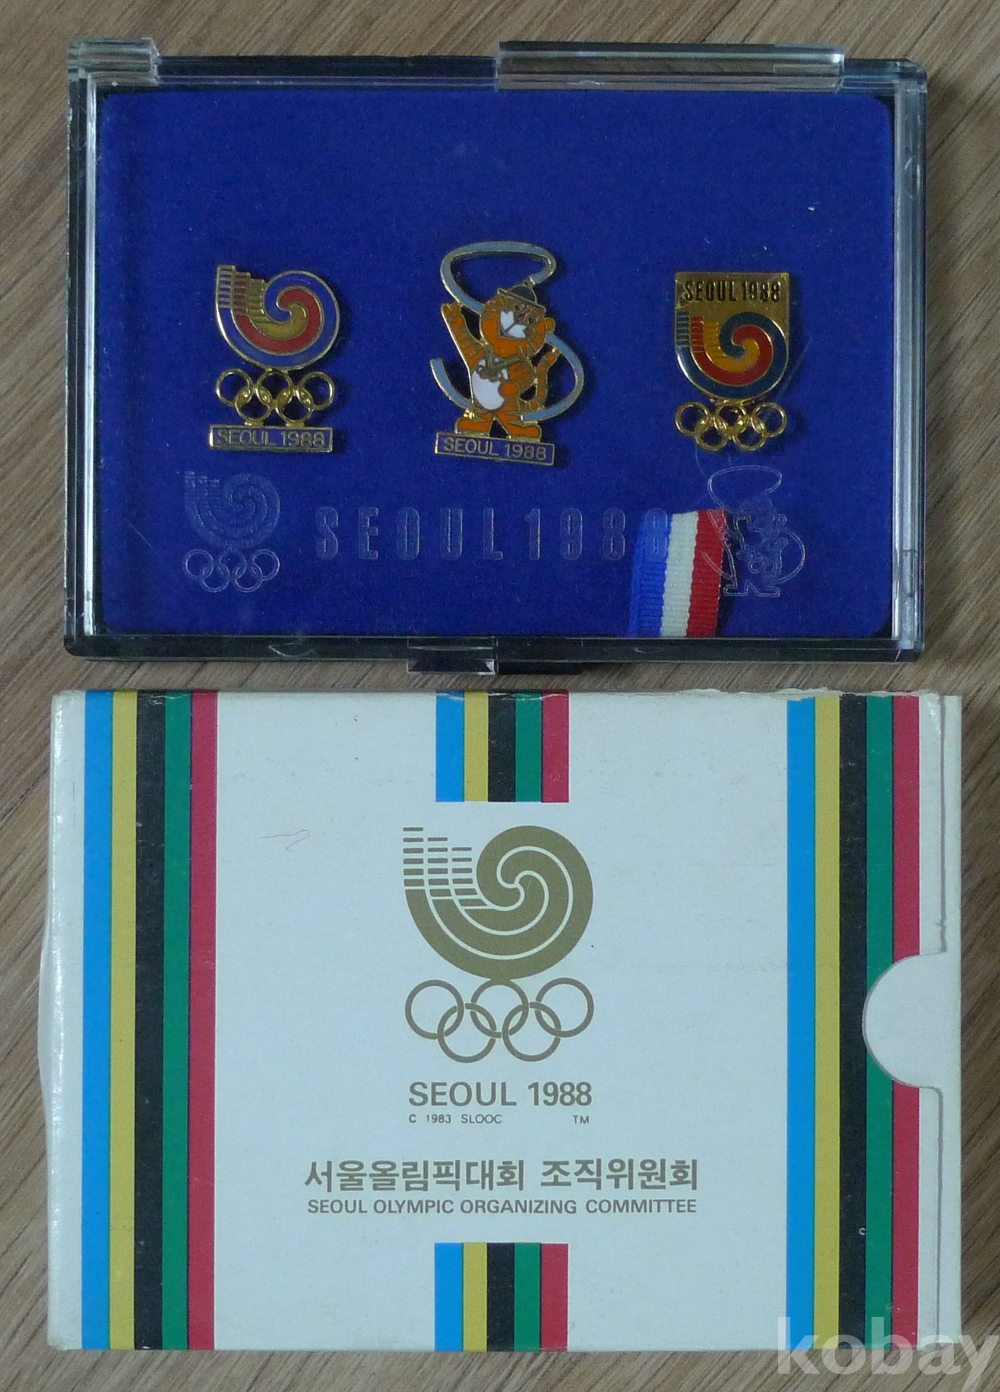 SEOUL 1988
SEOUL 1988
SEOUL 1988
SEOUL 1988
SEOUL 1988
C 1983 SLOOC TM
서울올림픽대회 조직위원회
SEOUL OLYMPIC ORGANIZING COMMITTEE
kobay